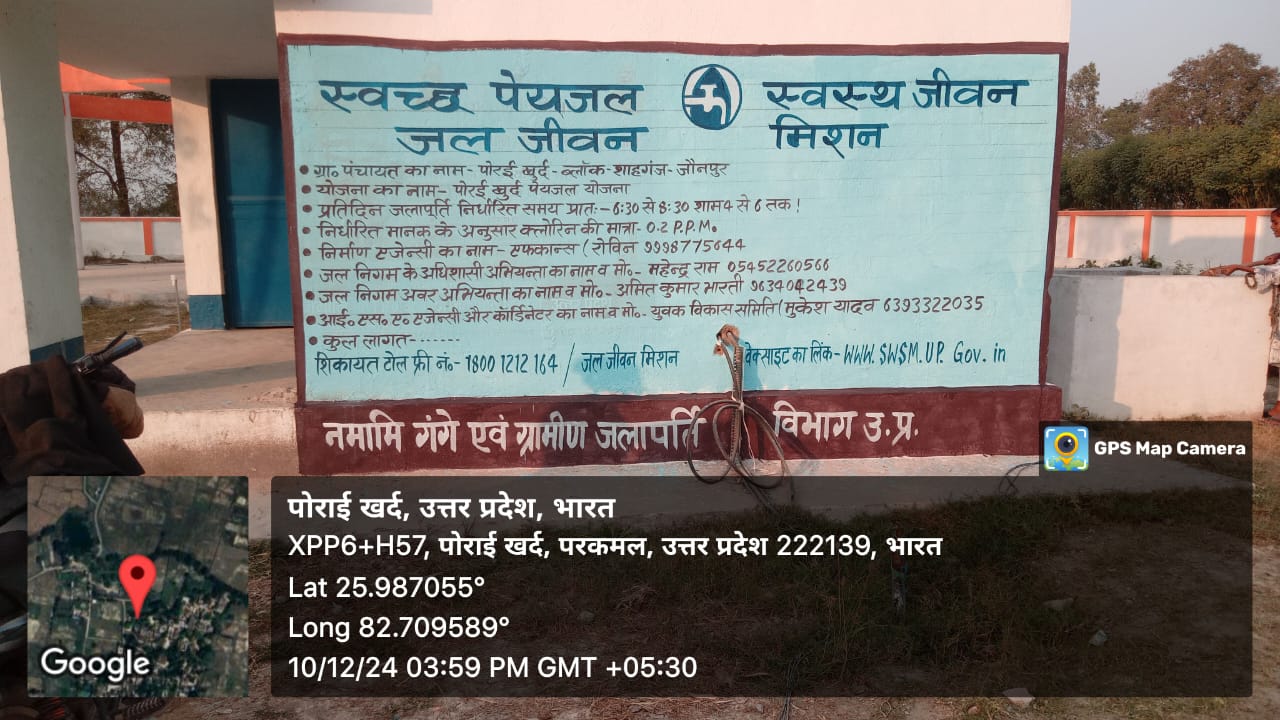 स्वच्छ पेयजल स्वस्थ जीवन
जल जीवन मिशन
• ग्रा० पंचायत का नाम- पोरई खुर्द - ब्लॉक- शाहगंज- जौनपुर
• योजना का नाम- पोरई खुर्द पेयजल योजना
• प्रतिदिन जलापूर्ति निर्धारित समय प्रातः- 6:30 से 8:30 शाम 4 से 6 तक !
• निर्धारित मानक के अनुसार क्लोरिन की मात्रा- 0.2 P.P.M.
• निर्माण एजेन्सी का नाम- एफकान्स ( रोबिन 9998775644
• जल निगम के अधिशासी अभियन्ता का नाम व मो०- महेन्द्र राम 05452260566
• जल निगम अवर अभियन्ता का नाम व मो०- अमित कुमार भारती 9634042439
• आई० एस० ए० एजेन्सी और कार्डिनेटर का नाम व मो०- युवक विकास समिति ( मुकेश यादव 6393322035
• कुल लागत-------
शिकायत टोल फ्री नं०- 1800 1212 164 / जल जीवन मिशन वेक्साइट का लिंक- WWW.SWSM.UP. Gov. in
नमामि गंगे एवं ग्रामीण जलापर्ति विभाग उ.प्र.
GPS Map Camera
पोराई खर्द, उत्तर प्रदेश, भारत
XPP6+H57, पोराई खर्द, परकमल, उत्तर प्रदेश 222139, भारत
Lat 25.987055°
Long 82.709589°
10/12/24 03:59 PM GMT +05:30
Google